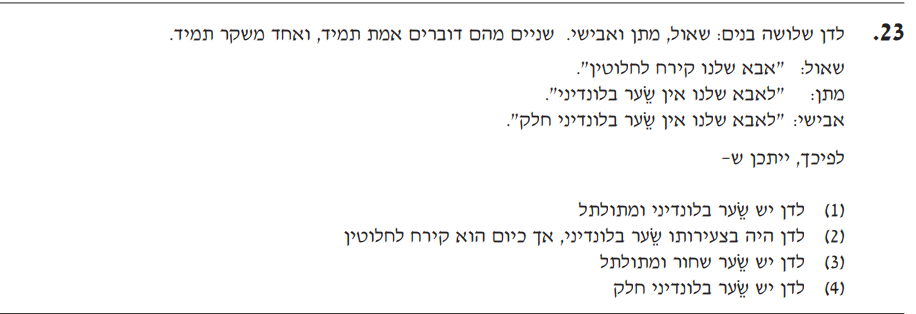 23. לדן שלושה בנים: שאול, מתן ואבישי. שניים מהם דוברים אמת תמיד, ואחד משקר תמיד.
שאול: "אבא שלנו קירח לחלוטין".
מתן: "לאבא שלנו אין שֵׂער בלונדיני".
אבישי: "לאבא שלנו אין שֵׂער בלונדיני חלק".
לפיכך, ייתכן ש-
(1) לדן יש שֵׂער בלונדיני ומתולתל
(2) לדן היה בצעירותו שֵׂער בלונדיני, אך כיום הוא קירח לחלוטין
(3) לדן יש שֵׂער שחור ומתולתל
(4) לדן יש שֵׂער בלונדיני חלק